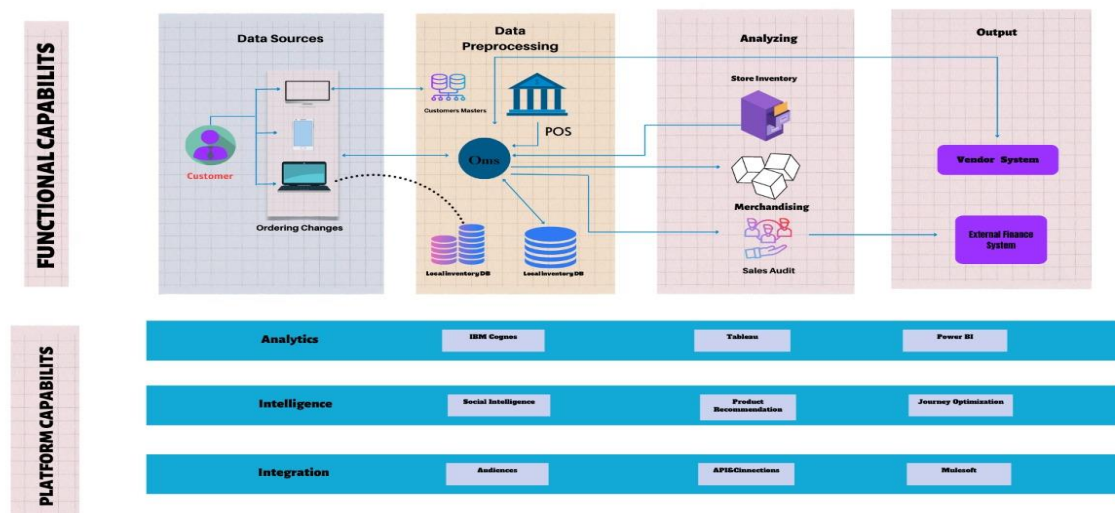 FUNCTIONAL CAPABILITS
Data Sources
Customer
Ordering Changes
Data
Preprocessing
Customers Masters
POS
Oms
Local inventory DB
Local inventory DB
Analyzing
Store Inventory
Merchandising
Sales Audit
Output
Vendor System
External Finance
System
PLATFORM CAPABILITS
Analytics
IBM Cognos
Tableau
Power BI
Intelligence
Social Intelligence
Product
Recommendation
Journey Optimization
Integration
Audiences
API&Cinnections
Mulesoft